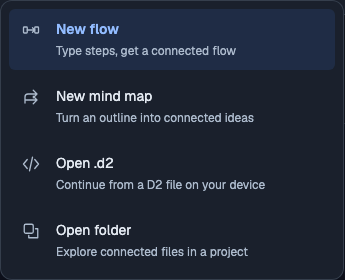 New flow
Type steps, get a connected flow
New mind map
Turn an outline into connected ideas
Open .d2
Continue from a D2 file on your device
Open folder
Explore connected files in a project